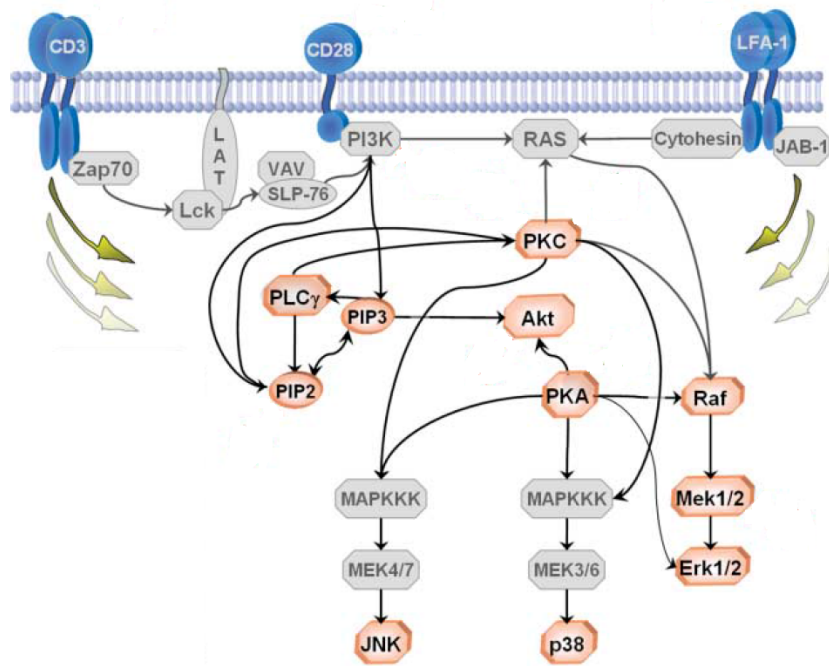 CD3
CD28
LFA-1
LAT
PI3K
RAS
Cytohesin
JAB-1
Zap70
VAV
SLP-76
Lck
PKC
PLCγ
PIP3
Akt
PIP2
PKA
Raf
MAPKKK
MAPKKK
Mek1/2
MEK4/7
MEK3/6
Erk1/2
JNK
p38